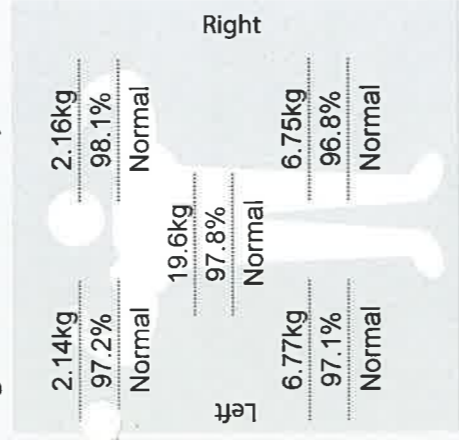 Left
Right
2.14kg
97.2%
Normal
2.16kg
98.1%
Normal
19.6kg
97.8%
Normal
6.77kg
97.1%
Normal
6.75kg
96.8%
Normal